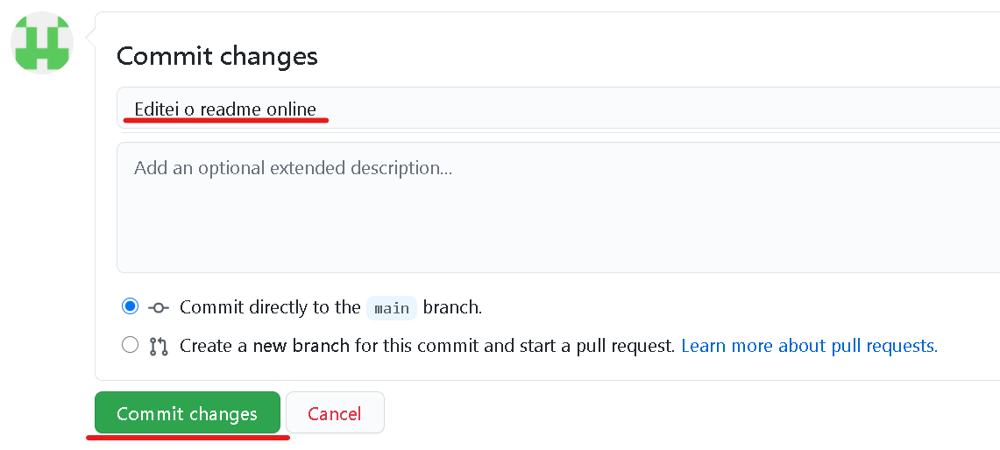 Commit changes
Editei o readme online
Add an optional extended description...
Commit directly to the main branch.
Create a new branch for this commit and start a pull request. Learn more about pull requests.
Commit changes Cancel